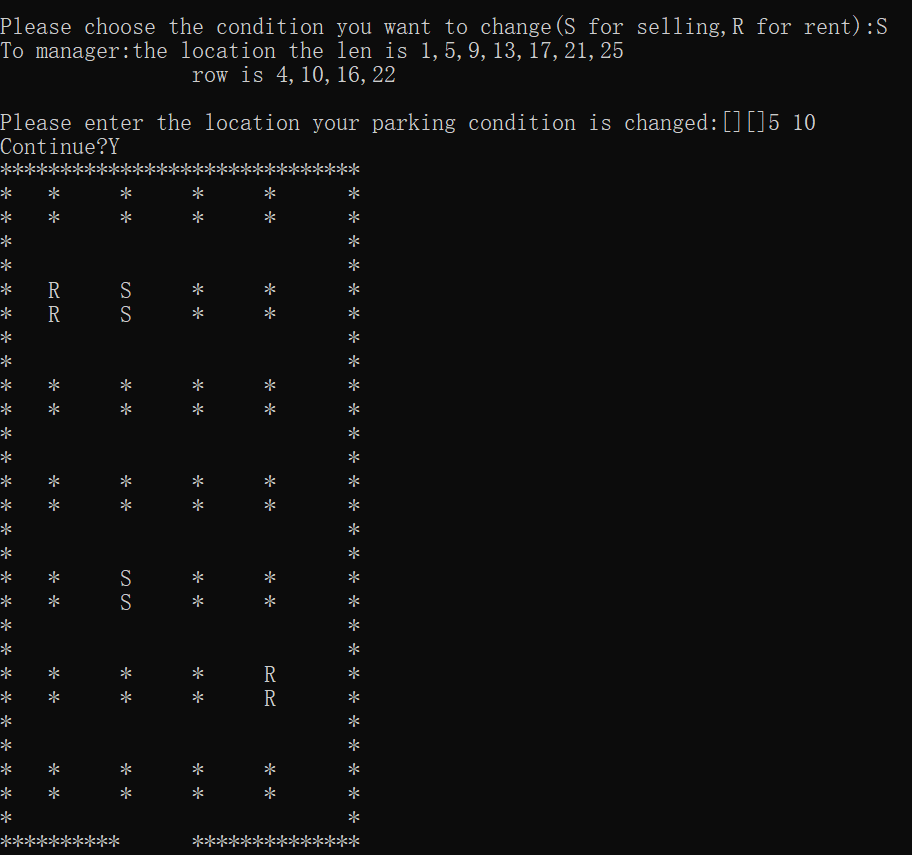 Please choose the condition you want to change(S for selling,R for rent):S
To manager:the location the len is 1,5,9,13,17,21,25
                row is 4,10,16,22

Please enter the location your parking condition is changed:[][]5 10
Continue?Y
******************************
*   *     *     *     *      *
*   *     *     *     *      *
*                            *
*                            *
*   R     S     *     *      *
*   R     S     *     *      *
*                            *
*                            *
*   *     *     *     *      *
*   *     *     *     *      *
*                            *
*                            *
*   *     *     *     *      *
*   *     *     *     *      *
*                            *
*                            *
*   *     S     *     *      *
*   *     S     *     *      *
*                            *
*                            *
*   *     *     *     R      *
*   *     *     *     R      *
*                            *
*                            *
*   *     *     *     *      *
*   *     *     *     *      *
*                            *
**********      **************